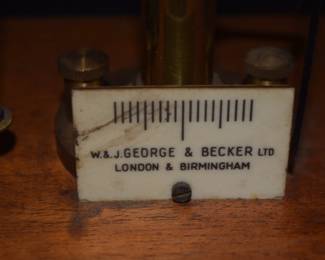 W. & J. GEORGE & BECKER LTD
LONDON & BIRMINGHAM